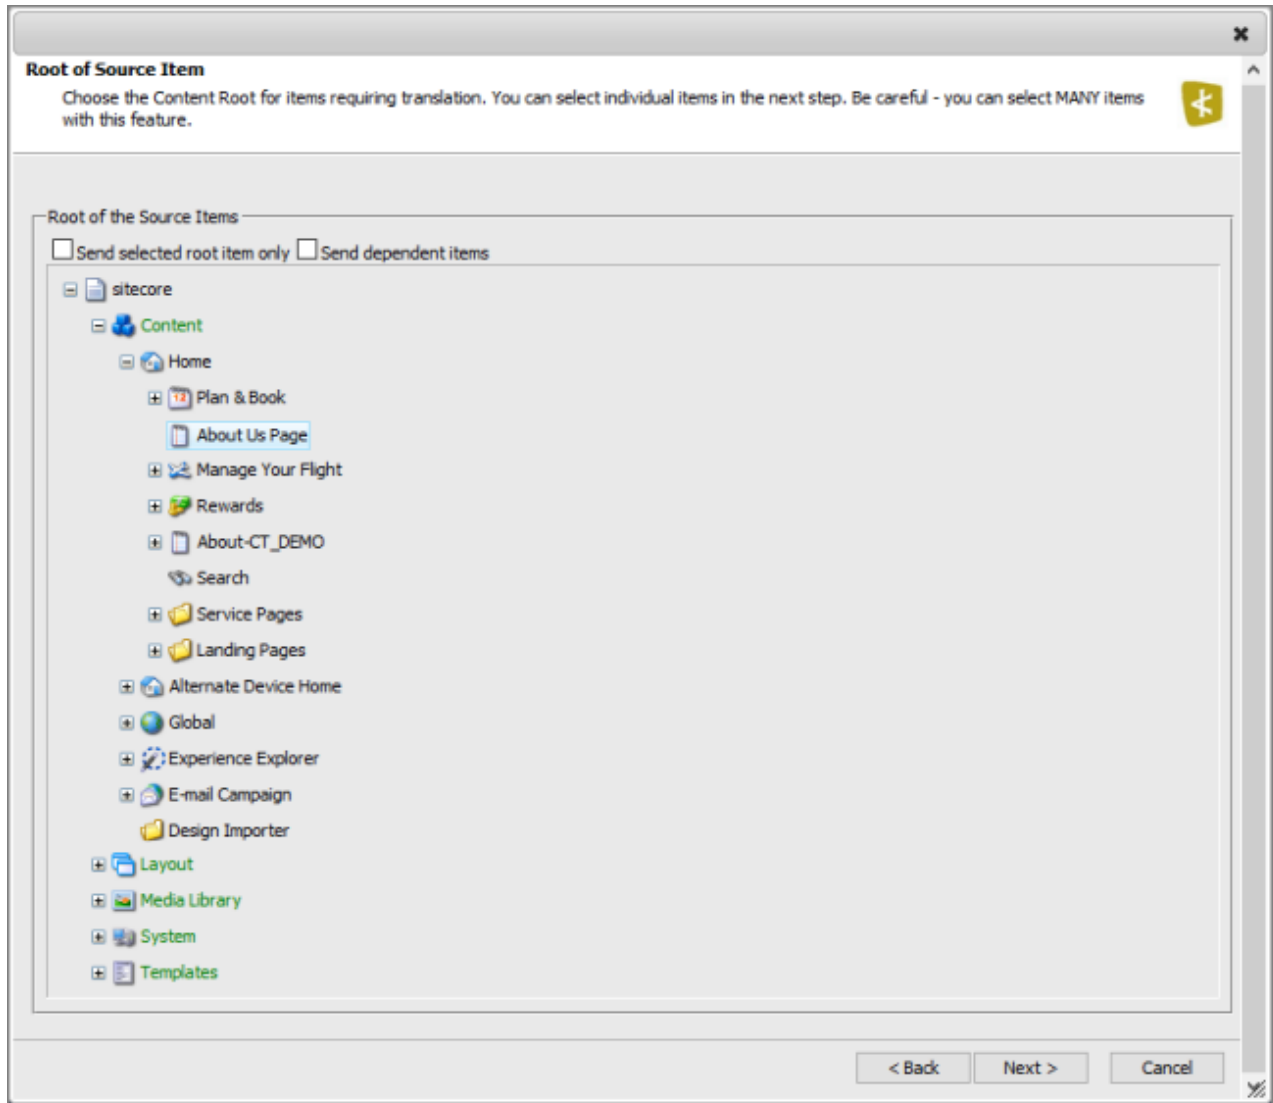 Root of Source Item
Choose the Content Root for items requiring translation. You can select individual items in the next step. Be careful - you can select MANY items
with this feature.
Root of the Source Items
Send selected root item only Send dependent items
sitecore
Content
Home
12 Plan & Book
About Us Page
Manage Your Flight
Rewards
About-CT_DEMO
Search
Service Pages
Landing Pages
Alternate Device Home
Global
Experience Explorer
E-mail Campaign
Design Importer
Layout
Media Library
System
Templates
< Back Next > Cancel